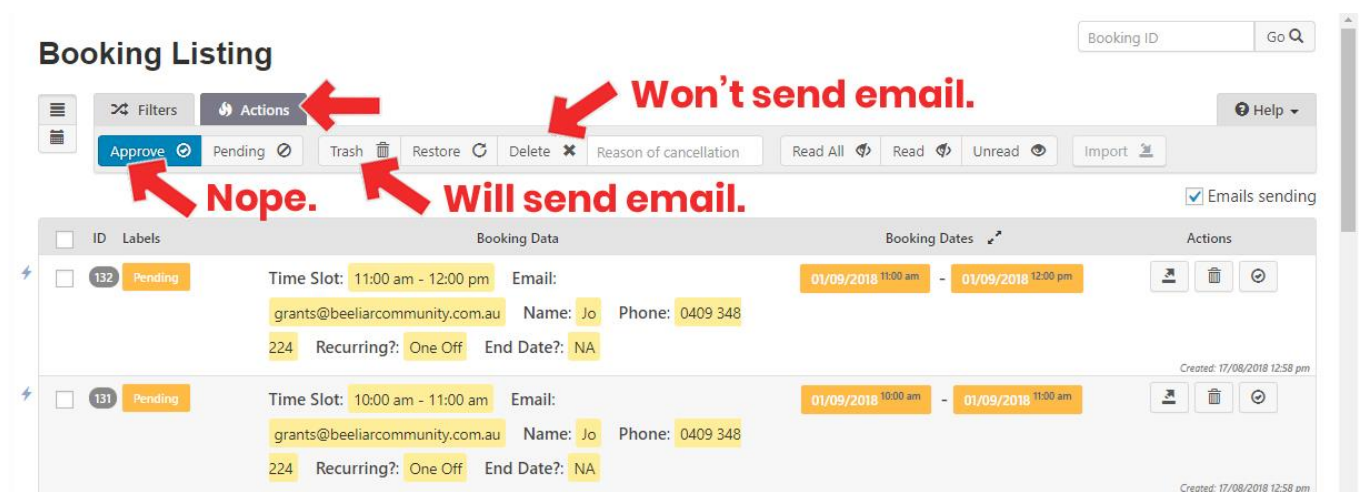 Booking ID Go
Booking Listing
Won't send email.
Filters Actions Help
Approve Pending Trash Restore Delete Reason of cancellation Read All Read Unread Import
Nope. Will send email.
Emails sending
ID Labels Booking Data Booking Dates Actions
132 Pending Time Slot: 11:00 am - 12:00 pm Email: 01/09/2018 11:00 am - 01/09/2018 12:00 pm
grants@beeliarcommunity.com.au Name: Jo Phone: 0409 348
224 Recurring?: One Off End Date?: NA
Created: 17/08/2018 12:58 pm
131 Pending Time Slot: 10:00 am - 11:00 am Email: 01/09/2018 10:00 am - 01/09/2018 11:00 am
grants@beeliarcommunity.com.au Name: Jo Phone: 0409 348
224 Recurring?: One Off End Date?: NA
Created: 17/08/2018 12:58 pm